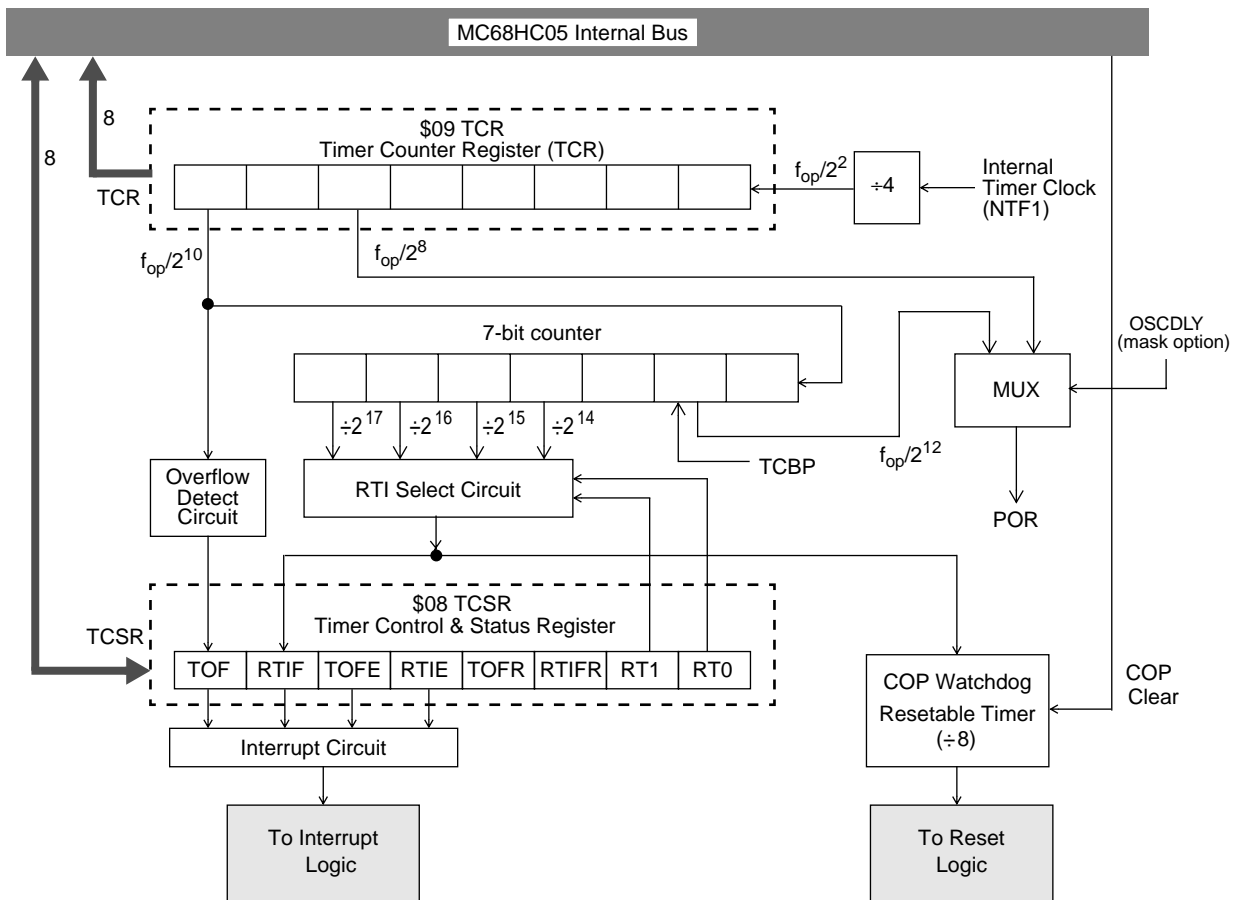 MC68HC05 Internal Bus
8
8
$09 TCR
Timer Counter Register (TCR)
TCR
f_op/2^2
÷4
Internal
Timer Clock
(NTF1)
f_op/2^10
f_op/2^8
7-bit counter
OSCDLY
(mask option)
MUX
÷2^17
÷2^16
÷2^15
÷2^14
TCBP
f_op/2^12
Overflow
Detect
Circuit
RTI Select Circuit
POR
$08 TCSR
Timer Control & Status Register
TCSR
TOF RTIF TOFE RTIE TOFR RTIFR RT1 RT0
COP Watchdog
Resetable Timer
(÷8)
COP
Clear
Interrupt Circuit
To Interrupt
Logic
To Reset
Logic